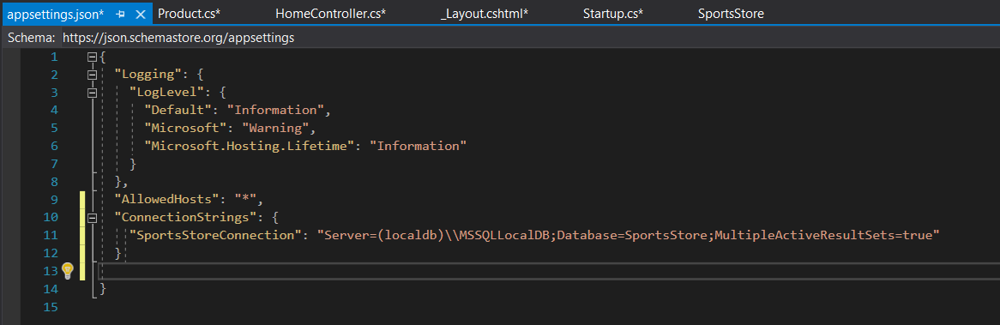 appsettings.json* Product.cs* HomeController.cs* _Layout.cshtml* Startup.cs* SportsStore
Schema: https://json.schemastore.org/appsettings
1 {
2 "Logging": {
3 "LogLevel": {
4 "Default": "Information",
5 "Microsoft": "Warning",
6 "Microsoft.Hosting.Lifetime": "Information"
7 }
8 },
9 "AllowedHosts": "*",
10 "ConnectionStrings": {
11 "SportsStoreConnection": "Server=(localdb)\\MSSQLLocalDB;Database=SportsStore;MultipleActiveResultSets=true"
12 }
13
14 }
15